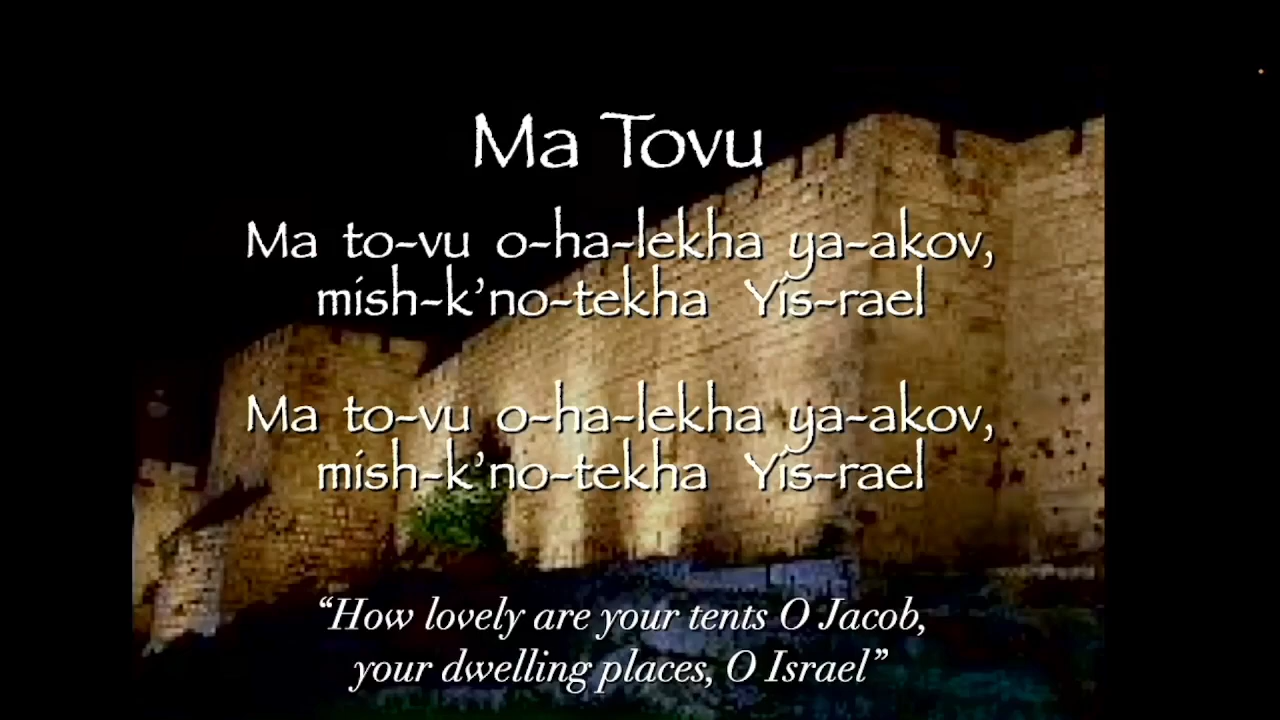 Ma Tovu
Ma to-vu o-ha-lekha ya-akov,
mish-k’no-tekha Yis-rael
Ma to-vu o-ha-lekha ya-akov,
mish-k’no-tekha Yis-rael
“How lovely are your tents O Jacob,
your dwelling places, O Israel”